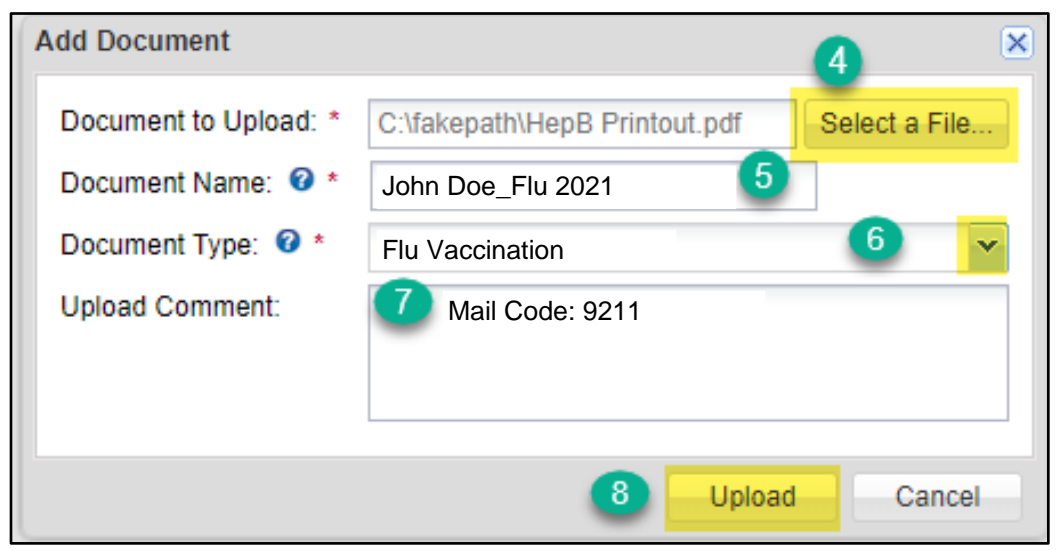 Add Document
4
Document to Upload: * C:\fakepath\HepB Printout.pdf Select a File...
Document Name: ? * John Doe_Flu 2021 5
Document Type: ? * Flu Vaccination 6
Upload Comment: 7 Mail Code: 9211
8 Upload Cancel